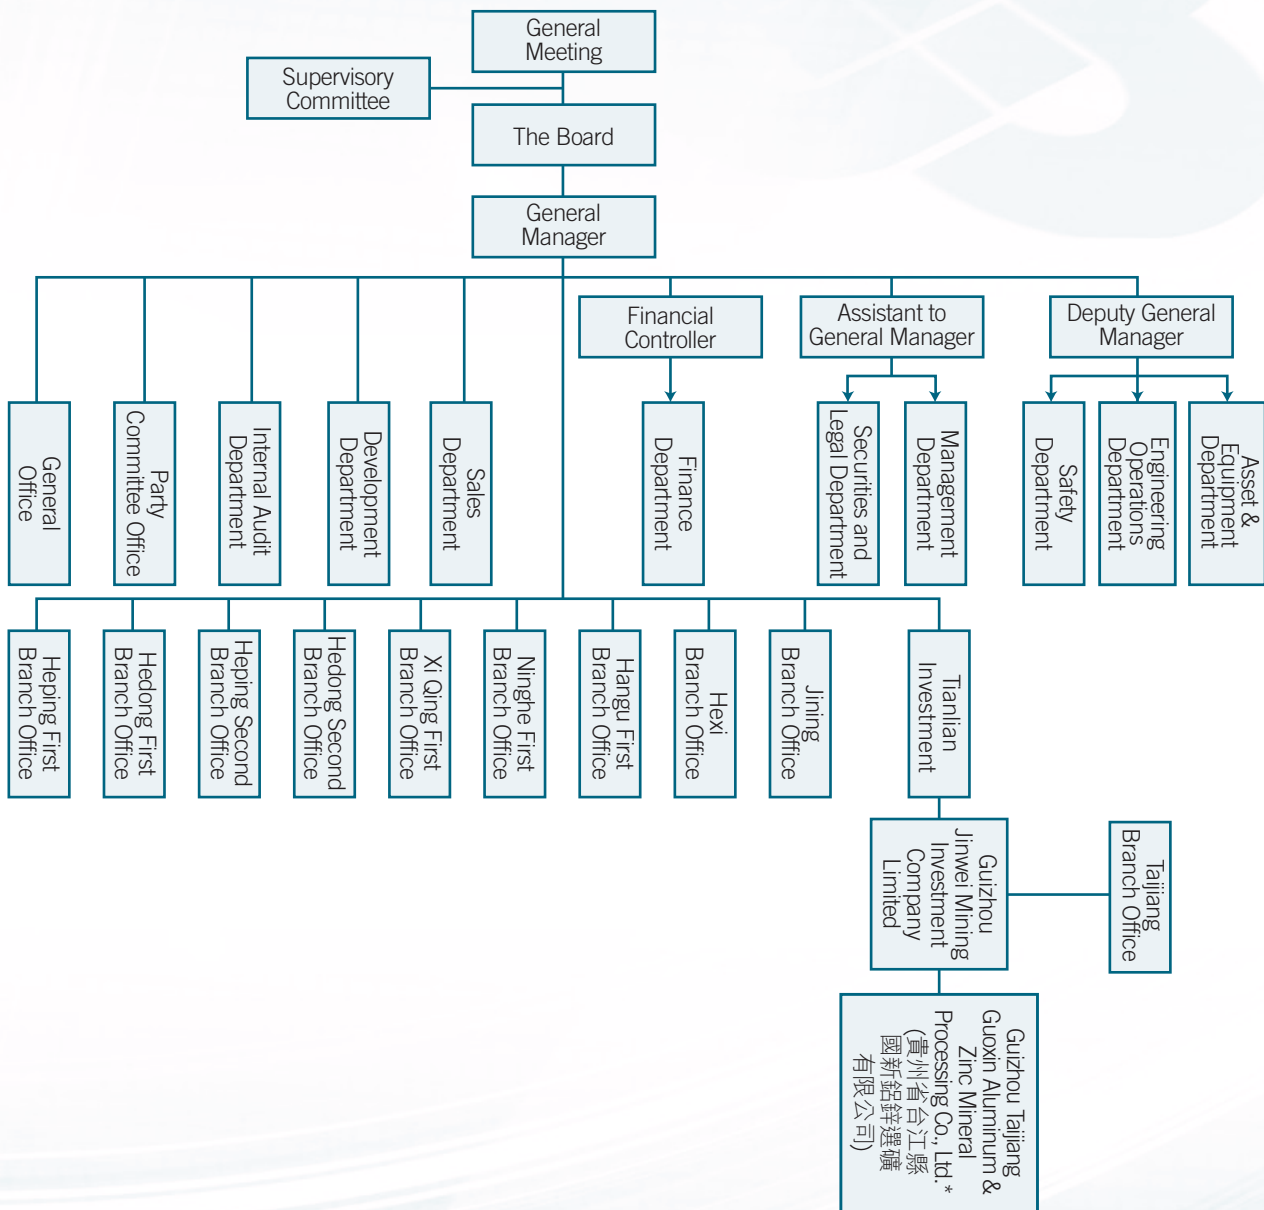 General
Meeting
Supervisory
Committee
The Board
General
Manager
Financial
Controller
Assistant to
General Manager
Deputy General
Manager
General
Office
Party
Committee Office
Internal Audit
Department
Development
Department
Sales
Department
Finance
Department
Securities and
Legal Department
Management
Department
Safety
Department
Engineering
Operations
Department
Asset &
Equipment
Department
Heping First
Branch Office
Hedong First
Branch Office
Heping Second
Branch Office
Hedong Second
Branch Office
Xi Qing First
Branch Office
Ninghe First
Branch Office
Hangu First
Branch Office
Hexi
Branch Office
Jining
Branch Office
Tianlian
Investment
Guizhou
Jinwei Mining
Investment
Company
Limited
Taijiang
Branch Office
Guizhou Taijiang
Guoxin Aluminum &
Zinc Mineral
Processing Co., Ltd. *
(貴州省台江縣
國新鋁鋅選礦
有限公司)